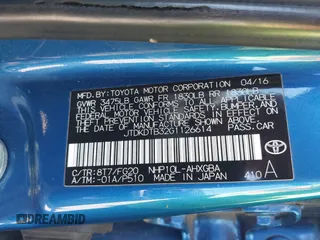 MFD. BY: TOYOTA MOTOR CORPORATION 04/16
GVWR 3475LB GAWR FR 1830LB RR 1830LB
THIS VEHICLE CONFORMS TO ALL APPLICABLE
FEDERAL MOTOR VEHICLE SAFETY, BUMPER, AND
THEFT PREVENTION STANDARDS IN EFFECT ON
THE DATE OF MANUFACTURE SHOWN ABOVE.
JTDKDTB32G1126614 PASS. CAR
C/TR: 8T7/FG20 NHP10L-AHXGBA
A/TM: -01A/P510 MADE IN JAPAN 410 A
TOYOTA
DREAMBID